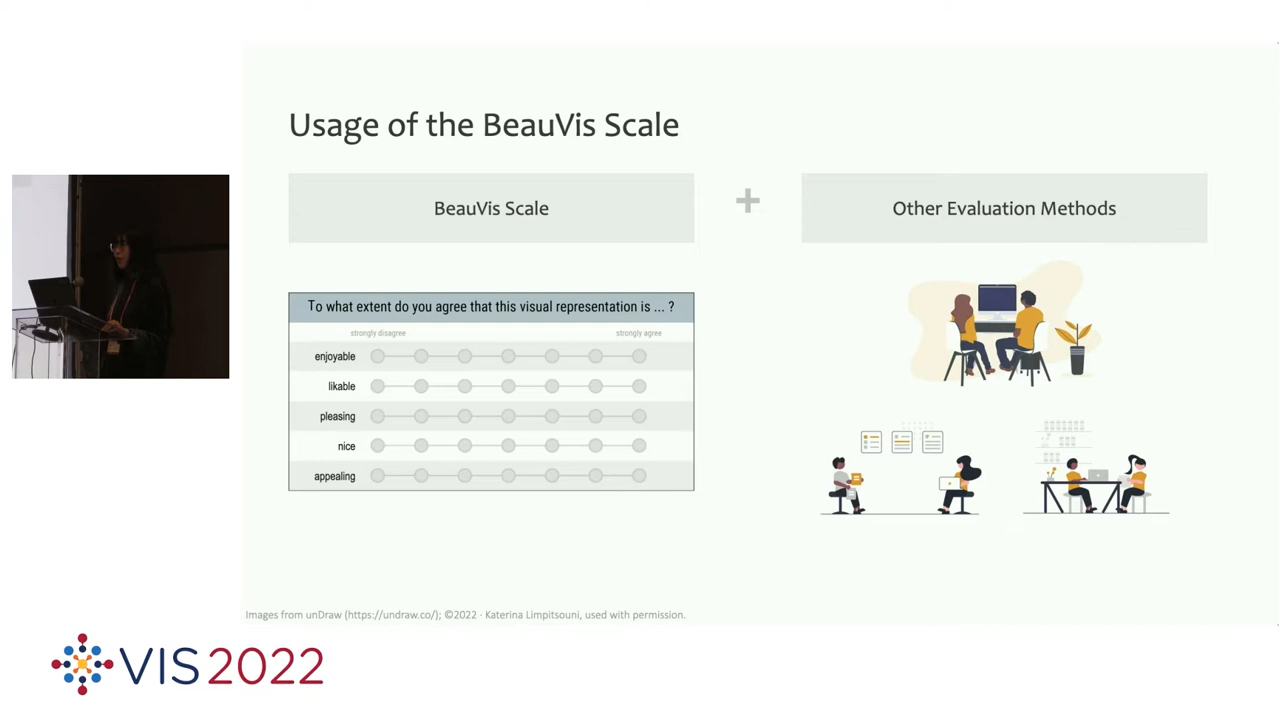 Usage of the BeauVis Scale
BeauVis Scale
+
Other Evaluation Methods
To what extent do you agree that this visual representation is ... ?
strongly disagree
strongly agree
enjoyable
likable
pleasing
nice
appealing
Images from unDraw (https://undraw.co/); ©2022 · Katerina Limpitsouni, used with permission.
VIS2022